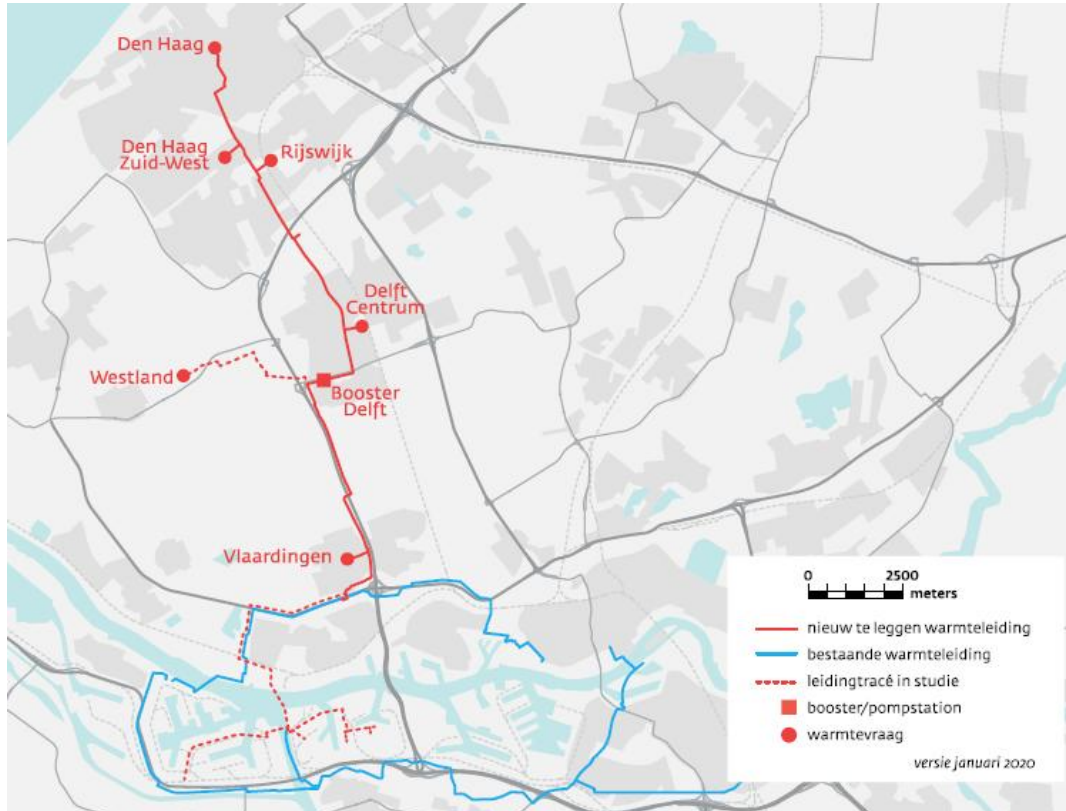 Den Haag
Den Haag
Zuid-West
Rijswijk
Delft
Centrum
Westland
Booster
Delft
Vlaardingen
0 2500
meters
nieuw te leggen warmteleiding
bestaande warmteleiding
leidingtracé in studie
booster/pompstation
warmtevraag
versie januari 2020